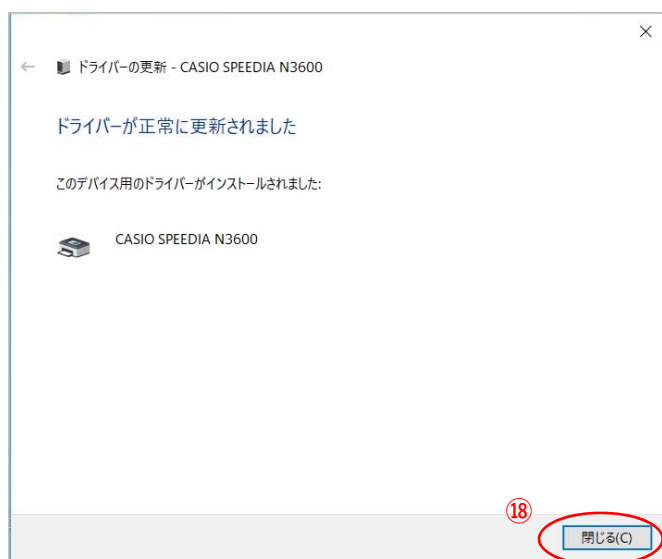 ドライバーの更新 - CASIO SPEEDIA N3600
ドライバーが正常に更新されました
このデバイス用のドライバーがインストールされました:
CASIO SPEEDIA N3600
⑱
閉じる(C)